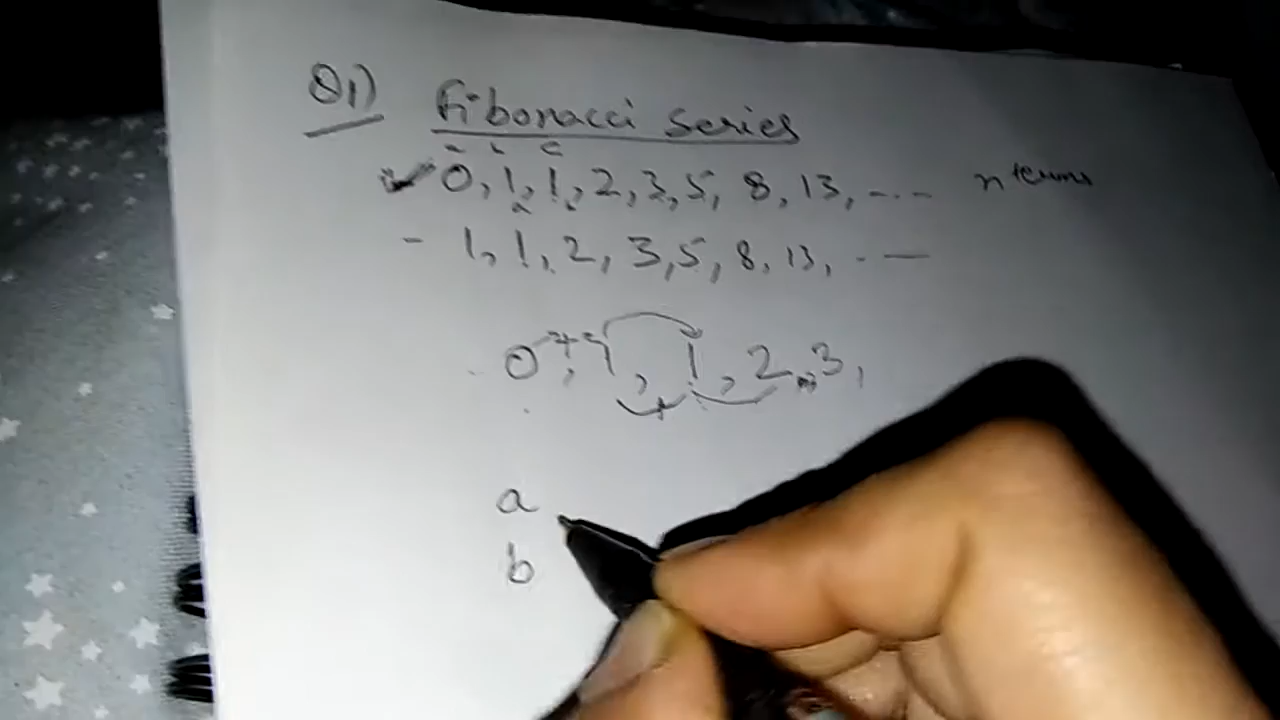 Q1) Fibonacci Series
a b c
0, 1, 1, 2, 3, 5, 8, 13, ---- n terms
a b
- 1, 1, 2, 3, 5, 8, 13, . —
0 + 1, 1, 2, 3,
+
a
b